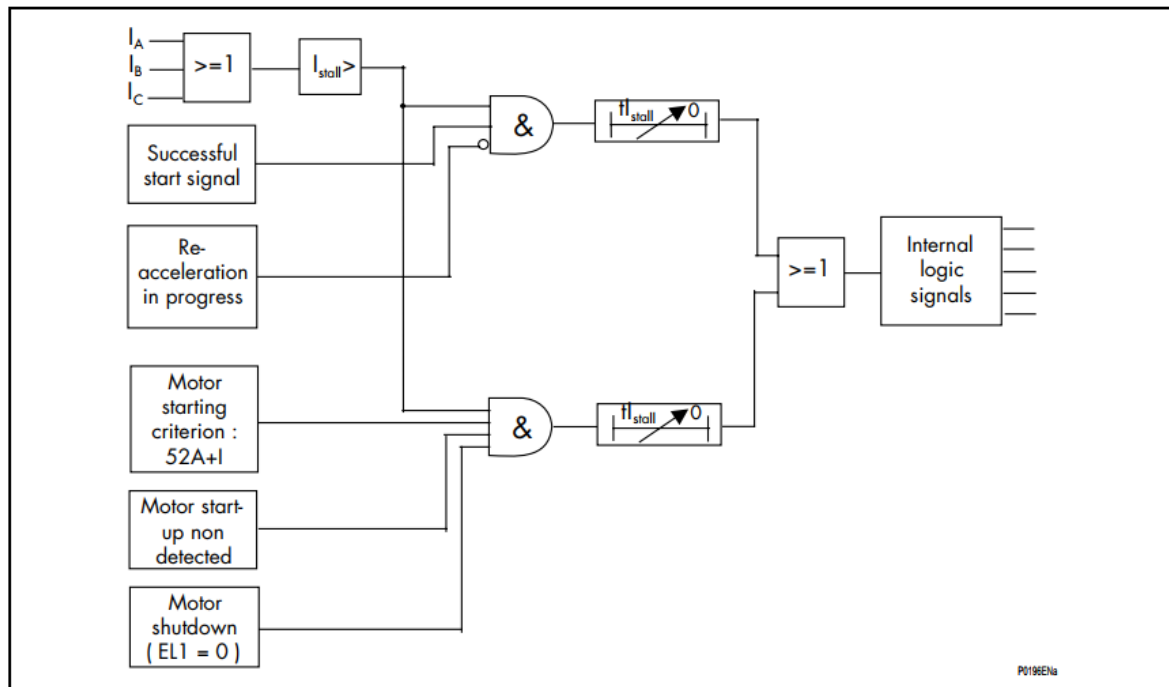 I_A
I_B
I_C
>=1
I_stall>
&
tI_stall 0
Successful
start signal
Re-
acceleration
in progress
>=1
Internal
logic
signals
Motor
starting
criterion :
52A+I
&
tI_stall 0
Motor start-
up non
detected
Motor
shutdown
( EL1 = 0 )
P0196ENa